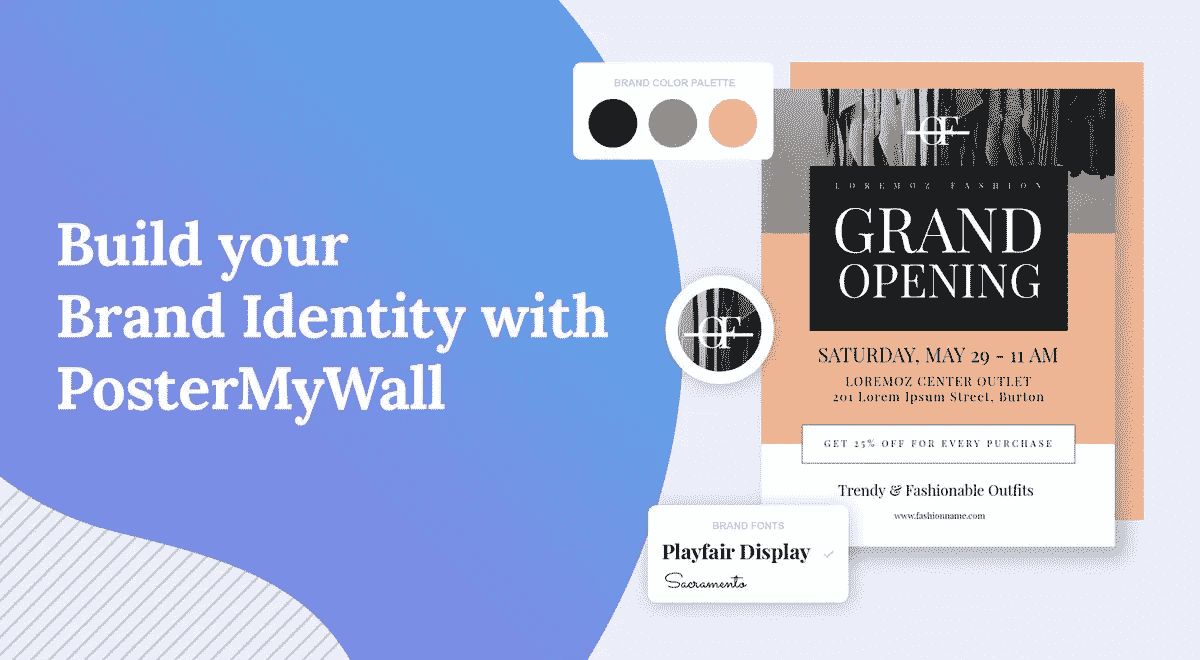 Build your
Brand Identity with
PosterMyWall
BRAND COLOR PALETTE
OF
LOREMOZ FASHION
GRAND
OPENING
SATURDAY, MAY 29 - 11 AM
LOREMOZ CENTER OUTLET
201 Lorem Ipsum Street, Burton
GET 25% OFF FOR EVERY PURCHASE
Trendy & Fashionable Outfits
www.fashionname.com
OF
BRAND FONTS
Playfair Display
Sacramento